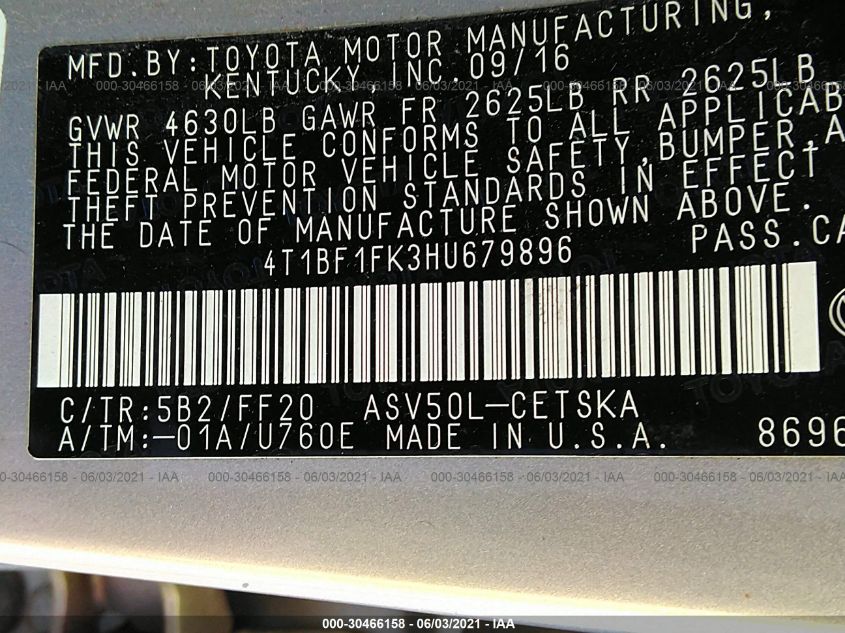 MFD.BY:TOYOTA MOTOR MANUFACTURING,
KENTUCKY,INC.09/16
GVWR 4630LB GAWR FR 2625LB RR 2625LB
THIS VEHICLE CONFORMS TO ALL APPLICAB
FEDERAL MOTOR VEHICLE SAFETY,BUMPER,A
THEFT PREVENTION STANDARDS IN EFFECT
THE DATE OF MANUFACTURE SHOWN ABOVE.
4T1BF1FK3HU679896 PASS.CA
C/TR:5B2/FF20 ASV50L-CETSKA
A/TM:-01A/U760E MADE IN U.S.A. 8696
000-30466158 - 06/03/2021 - IAA